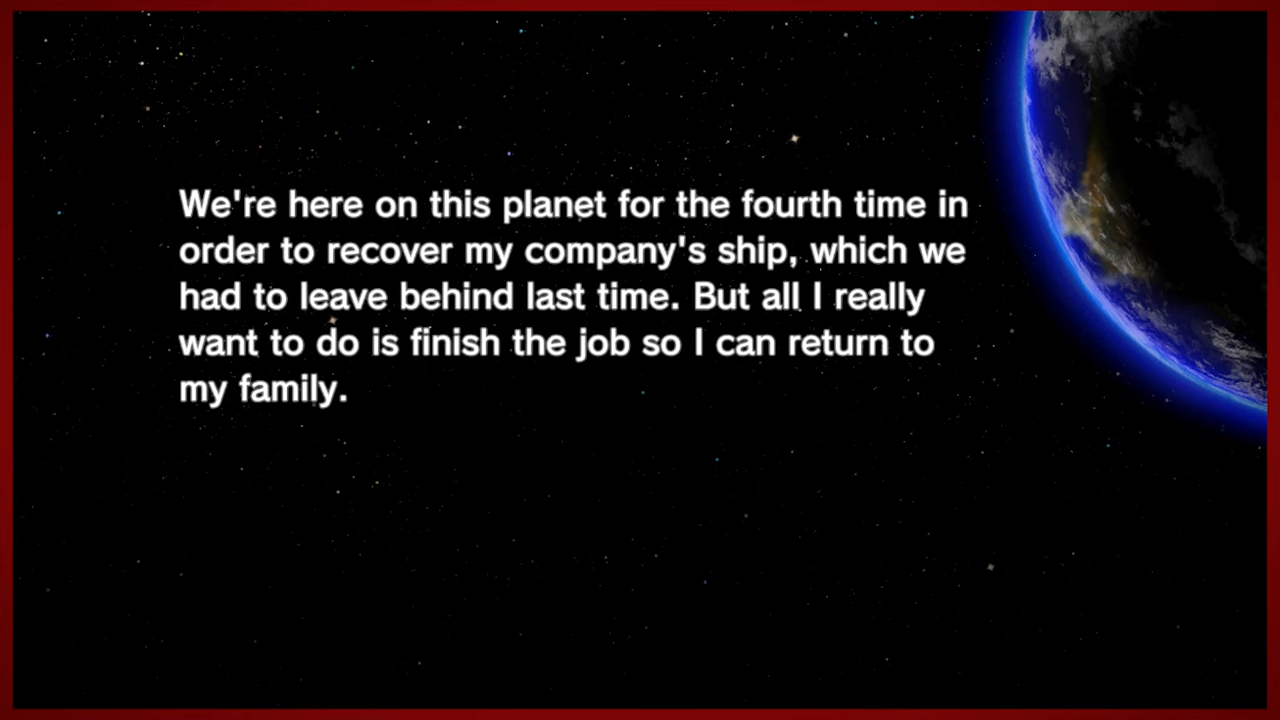 We're here on this planet for the fourth time in
order to recover my company's ship, which we
had to leave behind last time. But all I really
want to do is finish the job so I can return to
my family.